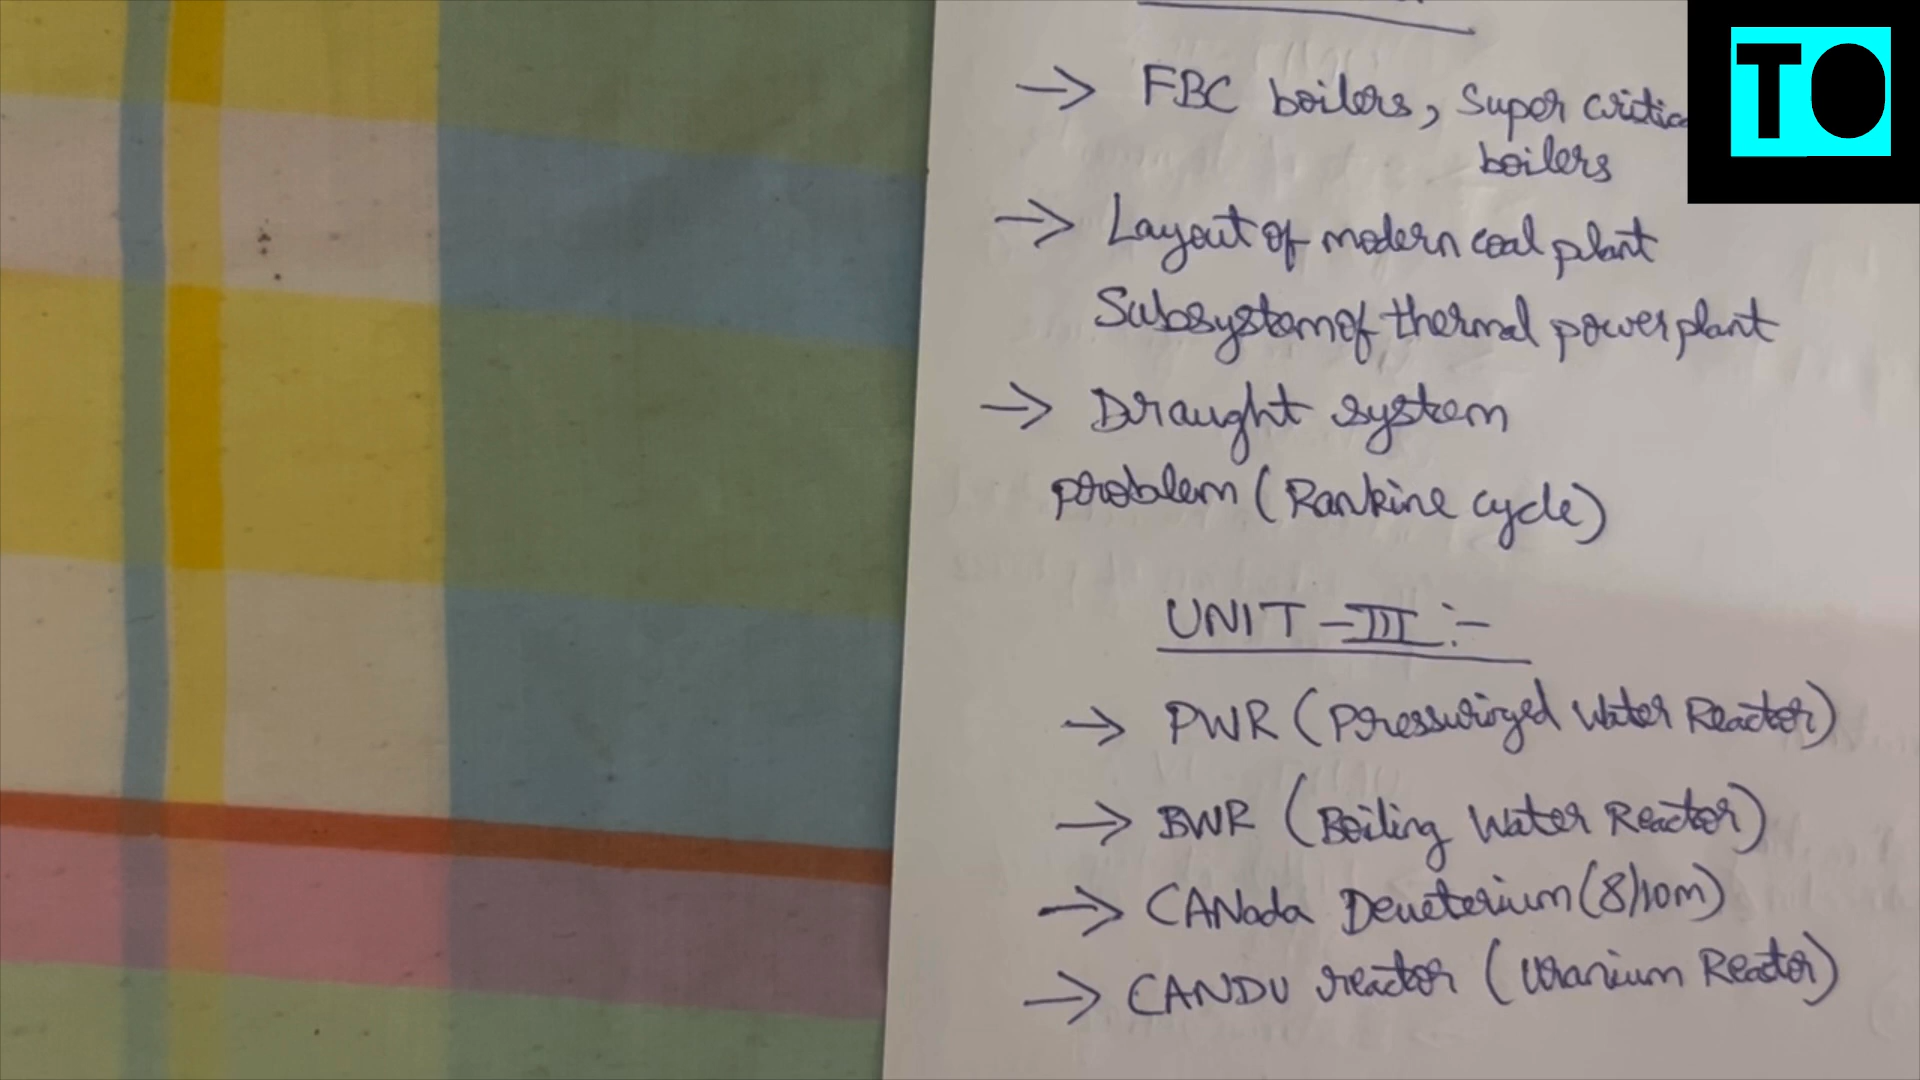 TO
→ FBC boilers, Super critica
boilers
→ Layout of modern coal plant
Subsystem of thermal power plant
→ Draught system
problem (Rankine cycle)
UNIT-III :-
→ PWR (Pressurized Water Reactor)
→ BWR (Boiling Water Reactor)
→ CANada Deueterium (8/10m)
→ CANDU reactor (Uranium Reactor)